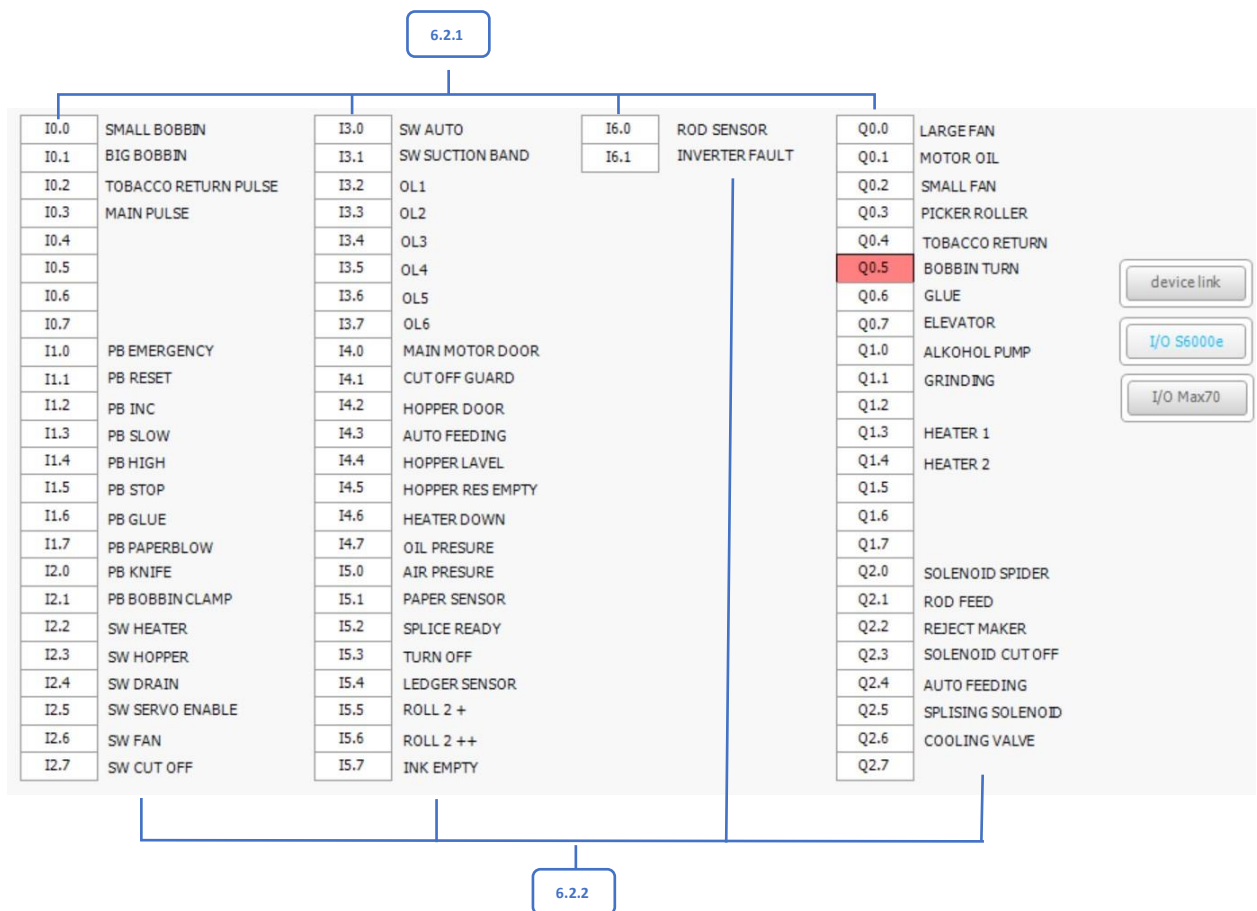 6.2.1
I0.0 SMALL BOBBIN
I0.1 BIG BOBBIN
I0.2 TOBACCO RETURN PULSE
I0.3 MAIN PULSE
I0.4
I0.5
I0.6
I0.7
I1.0 PB EMERGENCY
I1.1 PB RESET
I1.2 PB INC
I1.3 PB SLOW
I1.4 PB HIGH
I1.5 PB STOP
I1.6 PB GLUE
I1.7 PB PAPERBLOW
I2.0 PB KNIFE
I2.1 PB BOBBIN CLAMP
I2.2 SW HEATER
I2.3 SW HOPPER
I2.4 SW DRAIN
I2.5 SW SERVO ENABLE
I2.6 SW FAN
I2.7 SW CUT OFF
I3.0 SW AUTO
I3.1 SW SUCTION BAND
I3.2 OL1
I3.3 OL2
I3.4 OL3
I3.5 OL4
I3.6 OL5
I3.7 OL6
I4.0 MAIN MOTOR DOOR
I4.1 CUT OFF GUARD
I4.2 HOPPER DOOR
I4.3 AUTO FEEDING
I4.4 HOPPER LAVEL
I4.5 HOPPER RES EMPTY
I4.6 HEATER DOWN
I4.7 OIL PRESURE
I5.0 AIR PRESURE
I5.1 PAPER SENSOR
I5.2 SPLICE READY
I5.3 TURN OFF
I5.4 LEDGER SENSOR
I5.5 ROLL 2 +
I5.6 ROLL 2 ++
I5.7 INK EMPTY
I6.0 ROD SENSOR
I6.1 INVERTER FAULT
Q0.0 LARGE FAN
Q0.1 MOTOR OIL
Q0.2 SMALL FAN
Q0.3 PICKER ROLLER
Q0.4 TOBACCO RETURN
Q0.5 BOBBIN TURN
Q0.6 GLUE
Q0.7 ELEVATOR
Q1.0 ALKOHOL PUMP
Q1.1 GRINDING
Q1.2
Q1.3 HEATER 1
Q1.4 HEATER 2
Q1.5
Q1.6
Q1.7
Q2.0 SOLENOID SPIDER
Q2.1 ROD FEED
Q2.2 REJECT MAKER
Q2.3 SOLENOID CUT OFF
Q2.4 AUTO FEEDING
Q2.5 SPLISING SOLENOID
Q2.6 COOLING VALVE
Q2.7
device link
I/O S6000e
I/O Max70
6.2.2